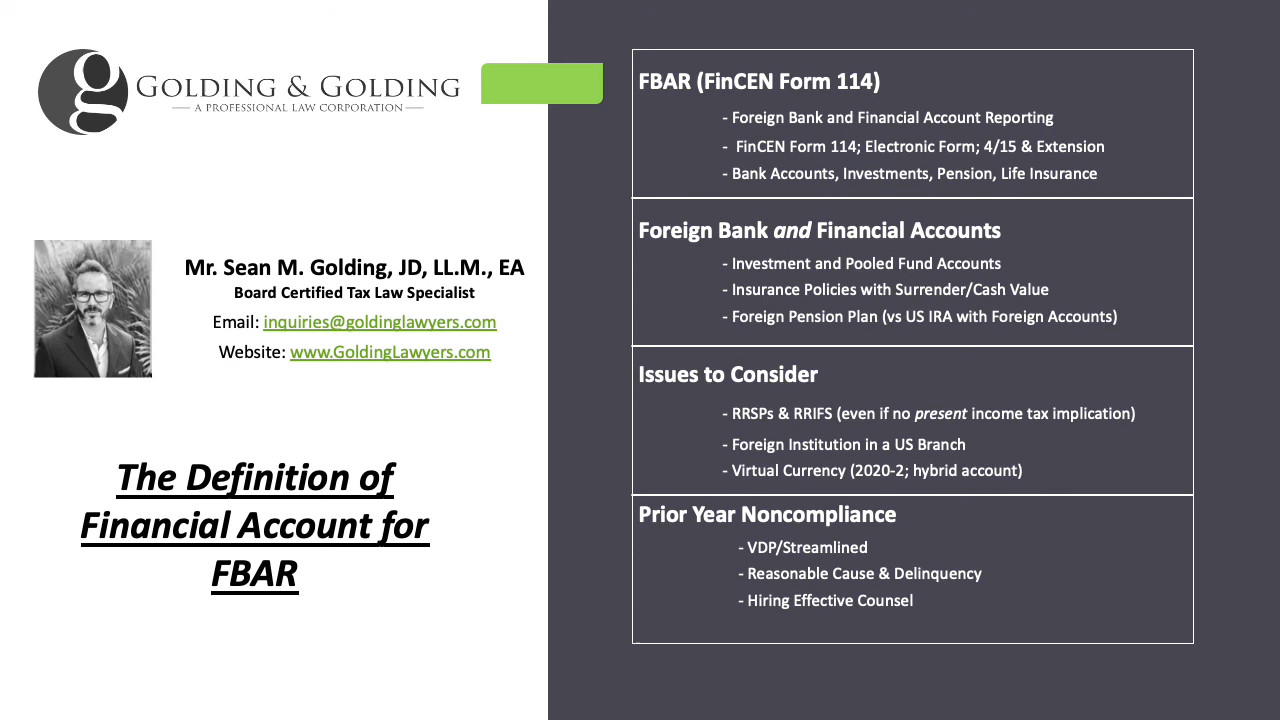 GOLDING & GOLDING
A PROFESSIONAL LAW CORPORATION
Mr. Sean M. Golding, JD, LL.M., EA
Board Certified Tax Law Specialist
Email: inquiries@goldinglawyers.com
Website: www.GoldingLawyers.com
The Definition of
Financial Account for
FBAR
FBAR (FinCEN Form 114)
- Foreign Bank and Financial Account Reporting
- FinCEN Form 114; Electronic Form; 4/15 & Extension
- Bank Accounts, Investments, Pension, Life Insurance
Foreign Bank and Financial Accounts
- Investment and Pooled Fund Accounts
- Insurance Policies with Surrender/Cash Value
- Foreign Pension Plan (vs US IRA with Foreign Accounts)
Issues to Consider
- RRSPs & RRIFS (even if no present income tax implication)
- Foreign Institution in a US Branch
- Virtual Currency (2020-2; hybrid account)
Prior Year Noncompliance
- VDP/Streamlined
- Reasonable Cause & Delinquency
- Hiring Effective Counsel